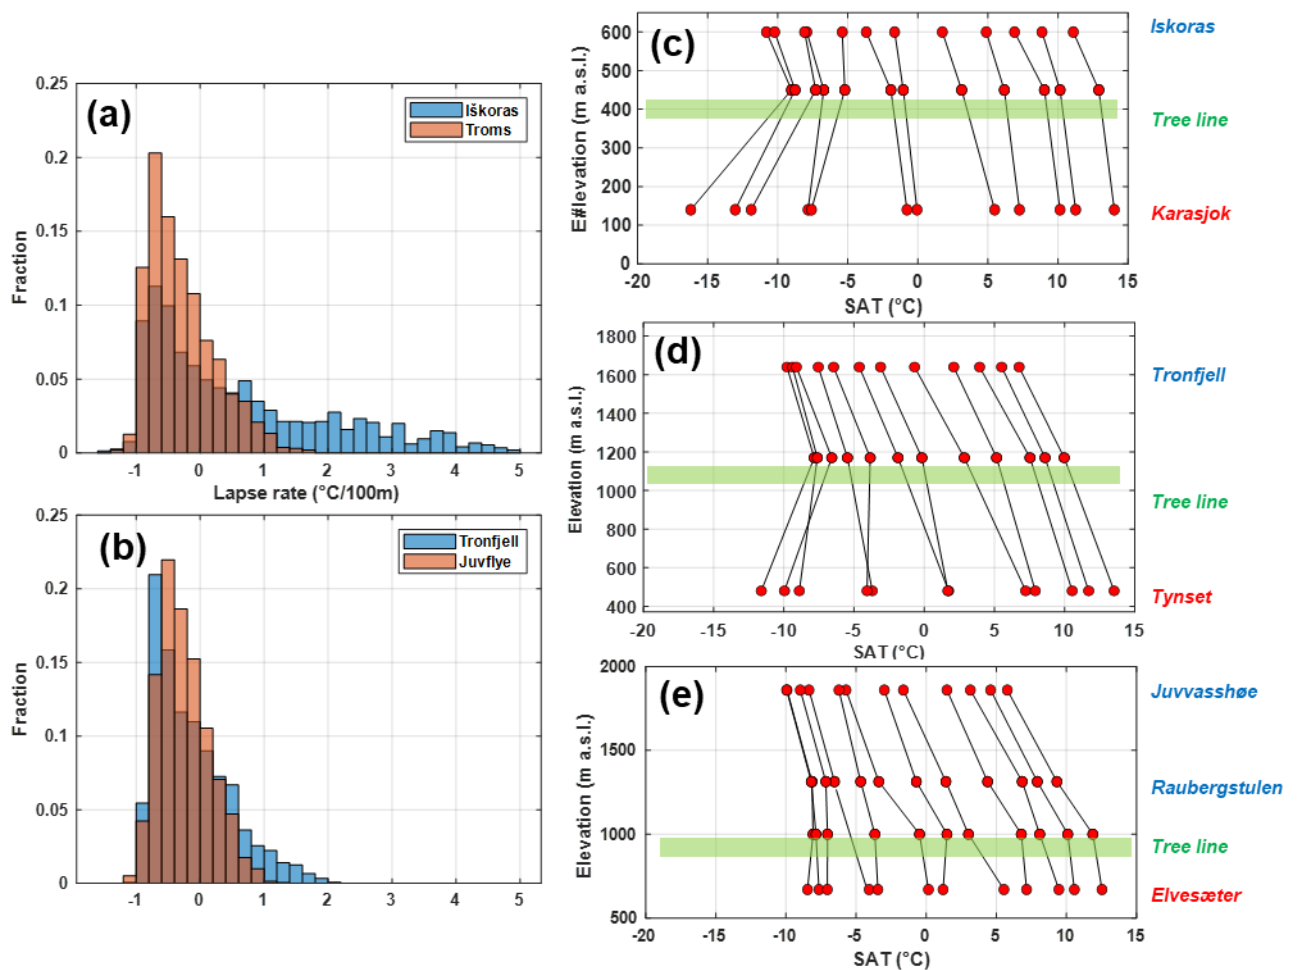 (a)
0.25
0.2
0.15
0.1
0.05
0
Fraction
Iškoras
Troms
-1 0 1 2 3 4 5
Lapse rate (°C/100m)
(b)
0.25
0.2
0.15
0.1
0.05
0
Fraction
Tronfjell
Juvflye
-1 0 1 2 3 4 5
(c)
600
500
400
300
200
100
0
E#levation (m a.s.l.)
-20 -15 -10 -5 0 5 10 15
SAT (°C)
Iskoras
Tree line
Karasjok
(d)
1800
1600
1400
1200
1000
800
600
400
Elevation (m a.s.l.)
-20 -15 -10 -5 0 5 10 15
SAT (°C)
Tronfjell
Tree line
Tynset
(e)
2000
1500
1000
500
Elevation (m a.s.l.)
-20 -15 -10 -5 0 5 10 15
SAT (°C)
Juvvasshøe
Raubergstulen
Tree line
Elvesæter